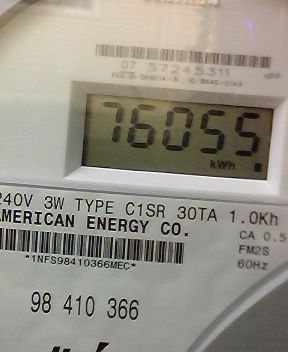 07 57245311
76055
kWh
240V 3W TYPE C1SR 30TA 1.0Kh
AMERICAN ENERGY CO.
CA 0.5
FM2S
60Hz
*1NFS98410366MEC*
98 410 366